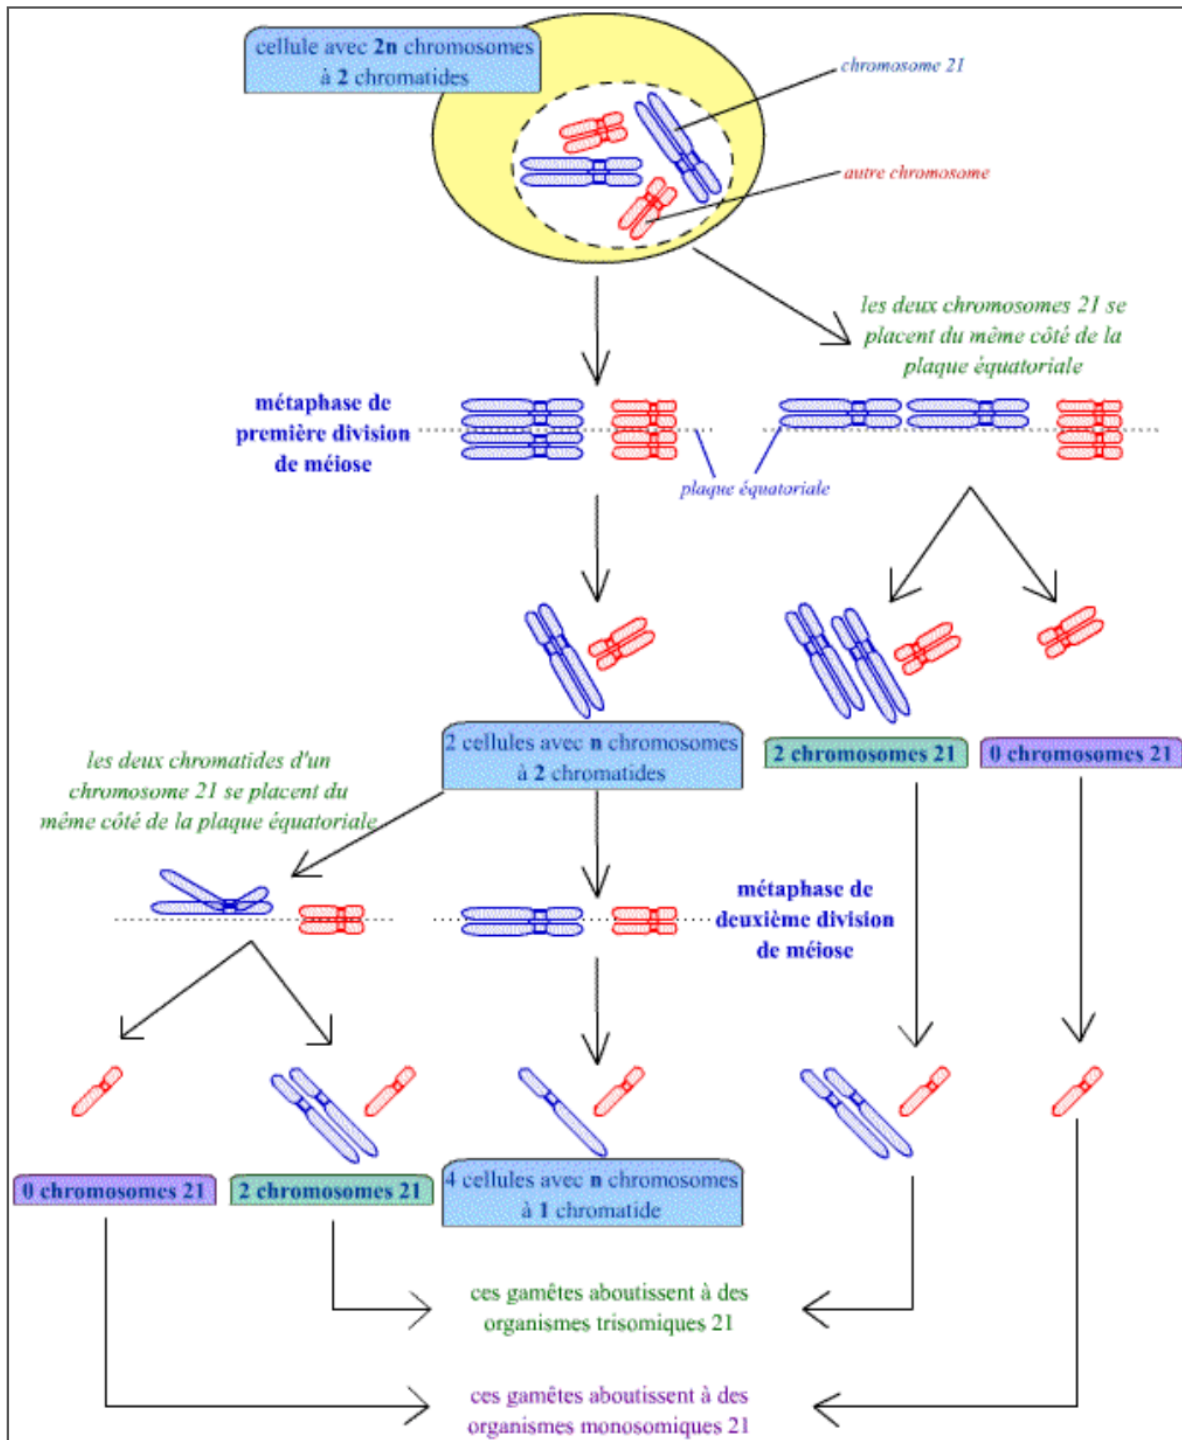 cellule avec 2n chromosomes
à 2 chromatides
chromosome 21
autre chromosome
les deux chromosomes 21 se
placent du même côté de la
plaque équatoriale
métaphase de
première division
de méiose
plaque équatoriale
2 cellules avec n chromosomes
à 2 chromatides
2 chromosomes 21
0 chromosomes 21
les deux chromatides d'un
chromosome 21 se placent du
même côté de la plaque équatoriale
métaphase de
deuxième division
de méiose
0 chromosomes 21
2 chromosomes 21
4 cellules avec n chromosomes
à 1 chromatide
ces gamêtes aboutissent à des
organismes trisomiques 21
ces gamêtes aboutissent à des
organismes monosomiques 21